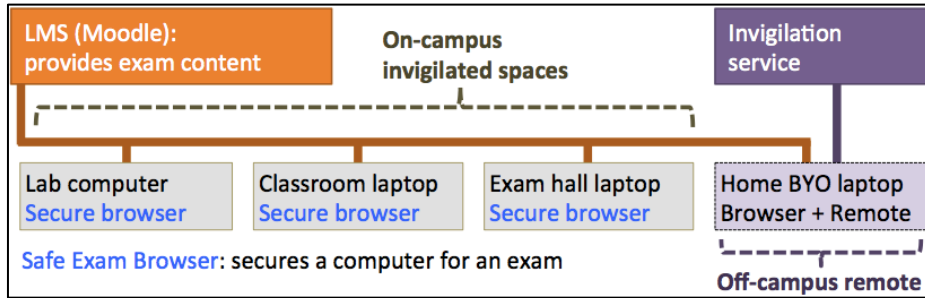 LMS (Moodle):
provides exam content
On-campus
invigilated spaces
Invigilation
service
Lab computer
Secure browser
Classroom laptop
Secure browser
Exam hall laptop
Secure browser
Home BYO laptop
Browser + Remote
Safe Exam Browser: secures a computer for an exam
Off-campus remote